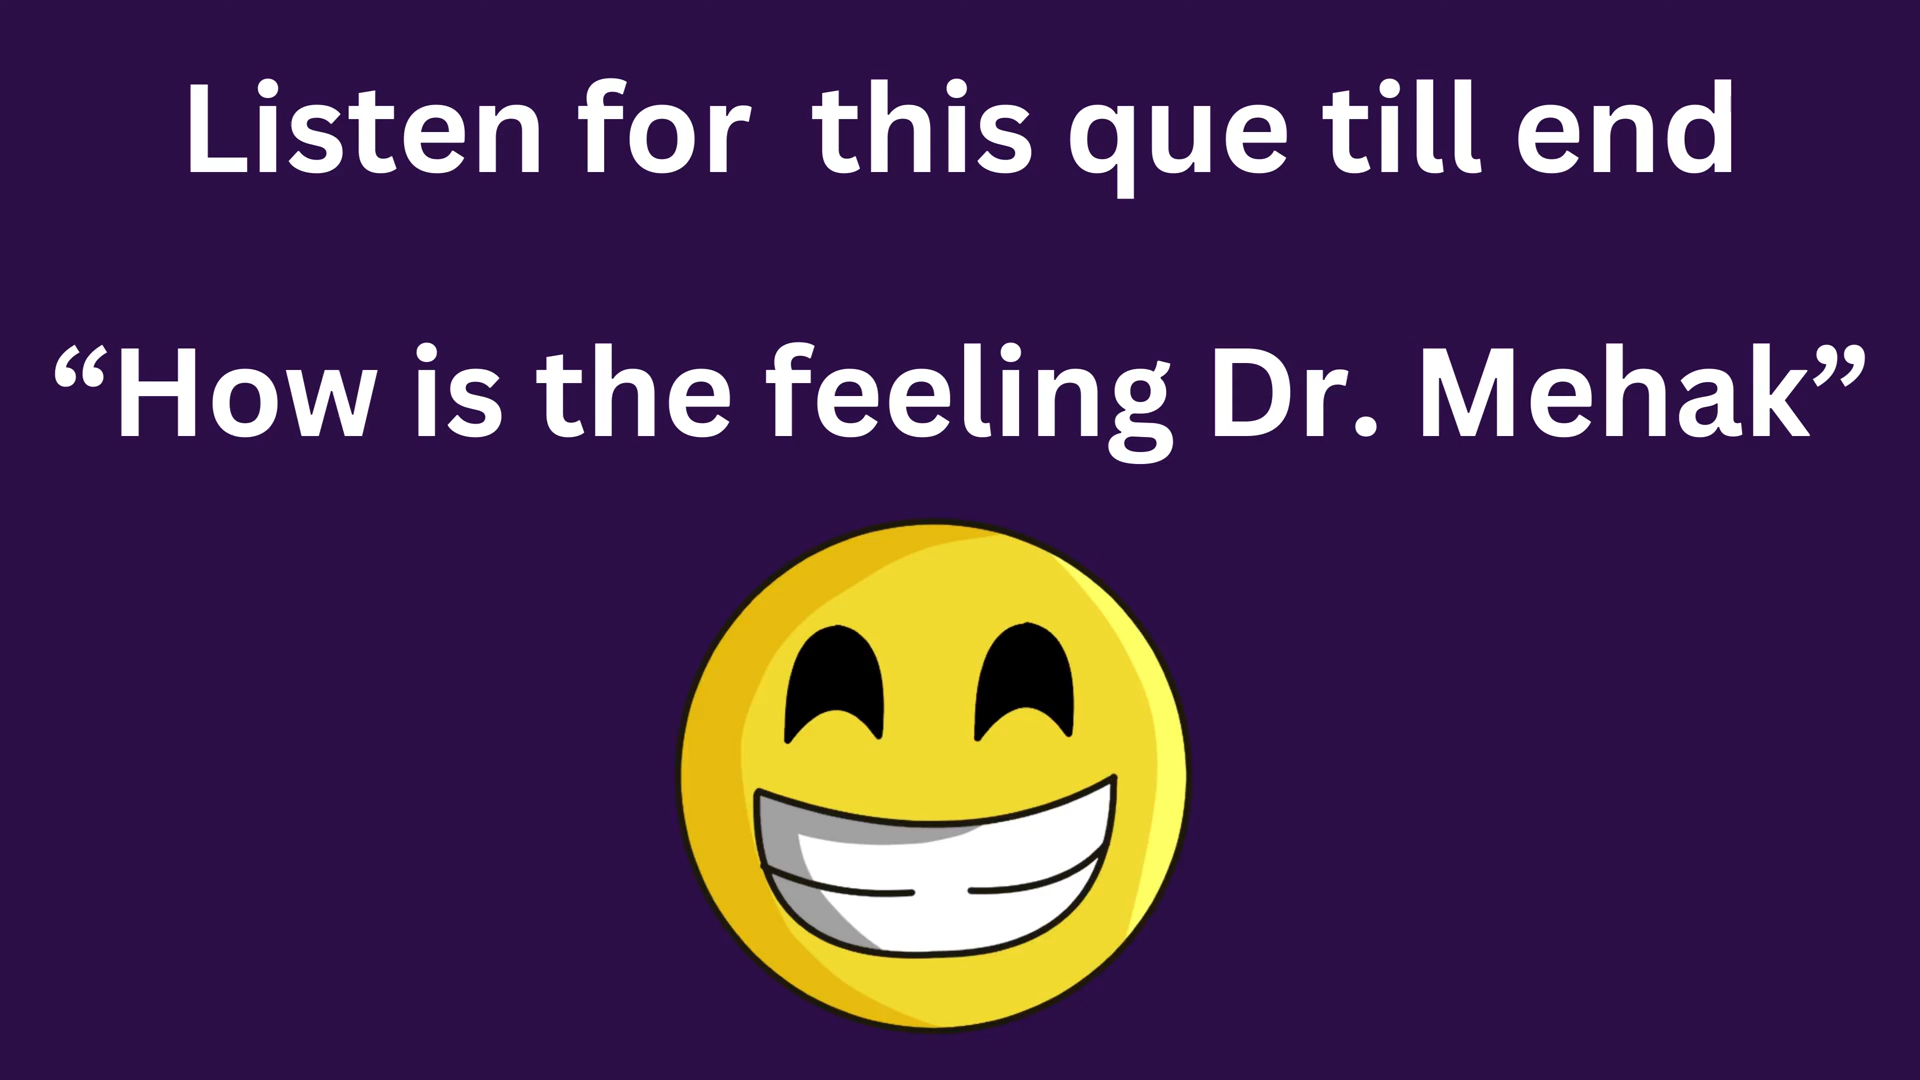 Listen for  this que till end
“How is the feeling Dr. Mehak”